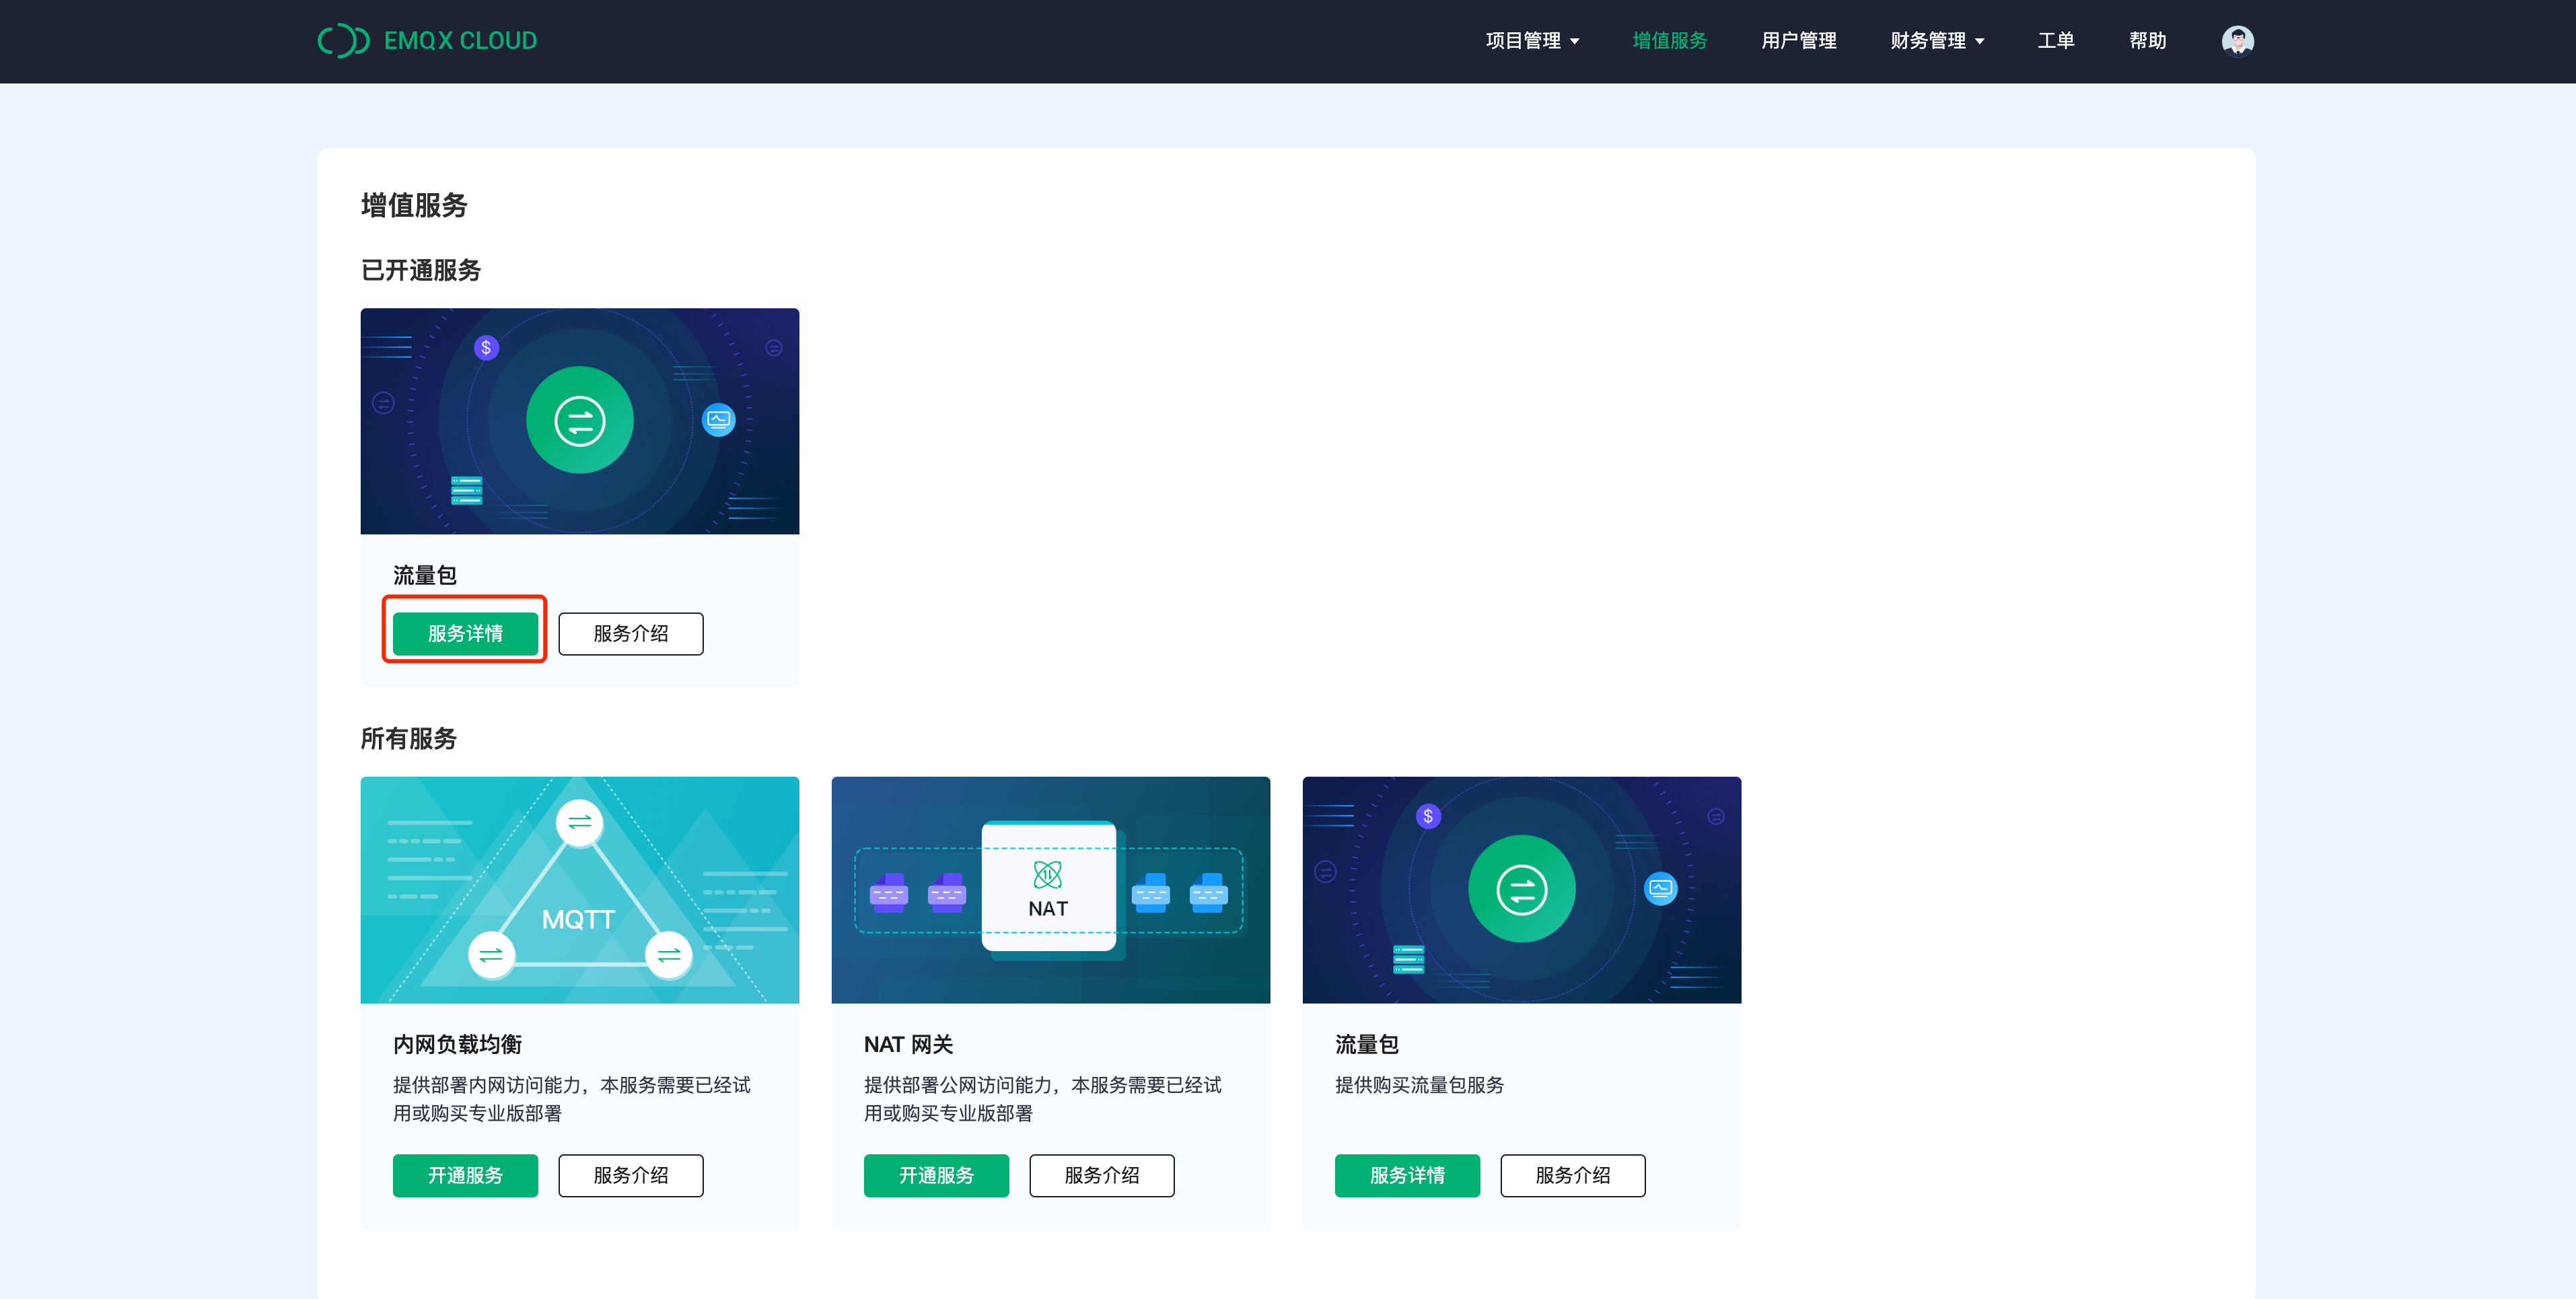 EMQX CLOUD
项目管理
增值服务
用户管理
财务管理
工单
帮助
增值服务
已开通服务
$
流量包
服务详情
服务介绍
所有服务
MQTT
NAT
$
内网负载均衡
提供部署内网访问能力，本服务需要已经试
用或购买专业版部署
开通服务
服务介绍
NAT 网关
提供部署公网访问能力，本服务需要已经试
用或购买专业版部署
开通服务
服务介绍
流量包
提供购买流量包服务
服务详情
服务介绍